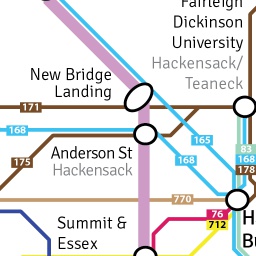 Fairleigh
Dickinson
University
Hackensack/
Teaneck
New Bridge
Landing
171
168
165
83
168
178
Anderson St
Hackensack
175
168
770
76
712
Summit &
Essex